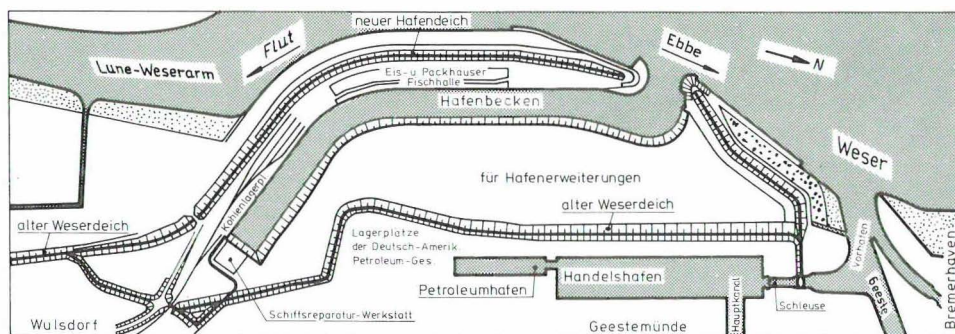 neuer Hafendeich
Flut
Ebbe
N
Lune-Weserarm
Eis-u. Packhäuser
Fischhalle
Hafenbecken
Weser
Kohlenlagerpl.
für Hafenerweiterungen
alter Weserdeich
alter Weserdeich
Lagerplätze
der Deutsch-Amerik.
Petroleum-Ges.
Vorhafen
Petroleumhafen
Handelshafen
Schleuse
Hauptkanal
Geeste
Bremerhaven
Wulsdorf
Schiffsreparatur-Werkstatt
Geestemünde